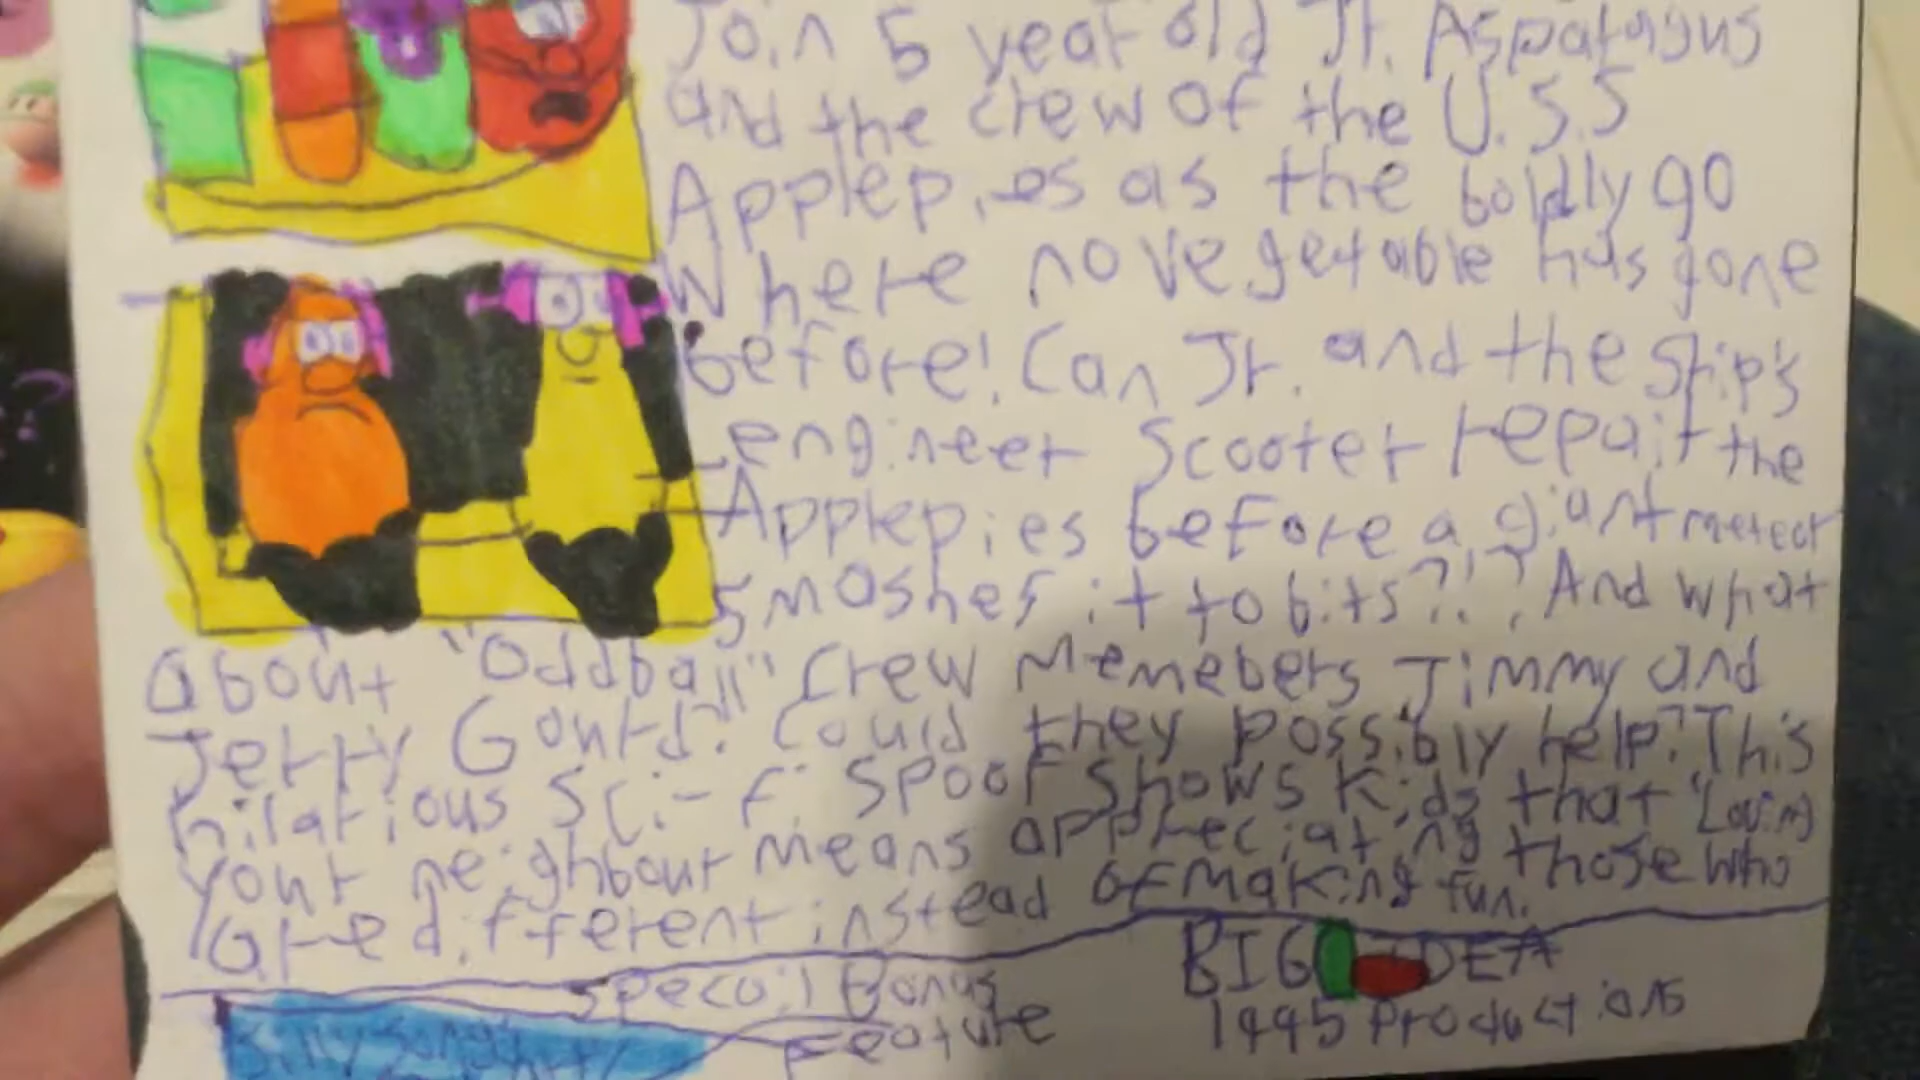 Join 5 year old Jr. Asparagus
and the crew of the U.S.S
Applepies as the boldly go
Where no vegetable has gone
before! Can Jr. and the Ship's
engineer Scooter repair the
Applepies before a giant meteor
smashes it to bits?!? And what
about "oddball" Crew Memebers Jimmy and
Jerry Gourd? Could they possibly help? This
hilarious Sci-fi Spoof Shows Kids that "Loving
your neighbour means appreciating those who
are different instead of making fun.
Specail Bonus
Feature
Silly Songs
BIG IDEA
1995 Productions